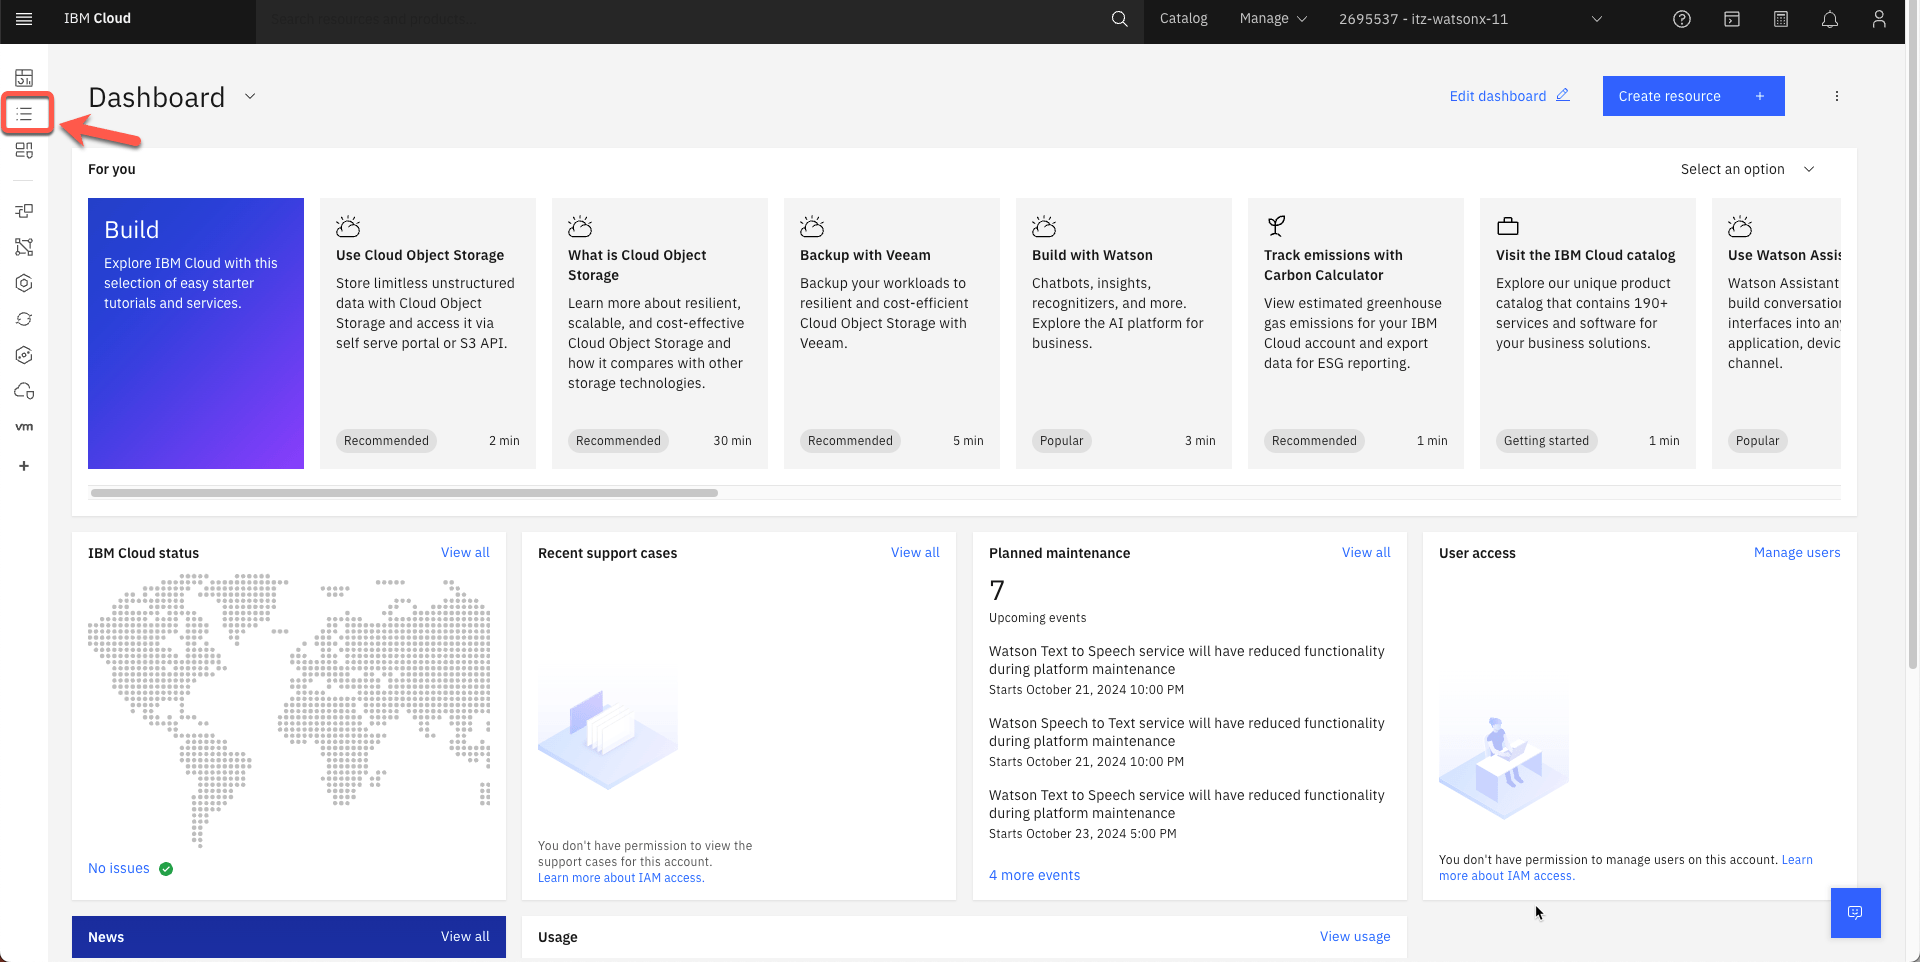 IBM Cloud
Search resources and products...
Catalog
Manage
2695537 - itz-watsonx-11
Dashboard
Edit dashboard
Create resource +
For you
Select an option
Build
Explore IBM Cloud with this
selection of easy starter
tutorials and services.
Use Cloud Object Storage
Store limitless unstructured
data with Cloud Object
Storage and access it via
self serve portal or S3 API.
Recommended
2 min
What is Cloud Object
Storage
Learn more about resilient,
scalable, and cost-effective
Cloud Object Storage and
how it compares with other
storage technologies.
Recommended
30 min
Backup with Veeam
Backup your workloads to
resilient and cost-efficient
Cloud Object Storage with
Veeam.
Recommended
5 min
Build with Watson
Chatbots, insights,
recognitizers, and more.
Explore the AI platform for
business.
Popular
3 min
Track emissions with
Carbon Calculator
View estimated greenhouse
gas emissions for your IBM
Cloud account and export
data for ESG reporting.
Recommended
1 min
Visit the IBM Cloud catalog
Explore our unique product
catalog that contains 190+
services and software for
your business solutions.
Getting started
1 min
Use Watson Assis
Watson Assistant
build conversation
interfaces into any
application, devic
channel.
Popular
vm
IBM Cloud status
View all
No issues
Recent support cases
View all
You don't have permission to view the
support cases for this account.
Learn more about IAM access.
Planned maintenance
View all
7
Upcoming events
Watson Text to Speech service will have reduced functionality
during platform maintenance
Starts October 21, 2024 10:00 PM
Watson Speech to Text service will have reduced functionality
during platform maintenance
Starts October 21, 2024 10:00 PM
Watson Text to Speech service will have reduced functionality
during platform maintenance
Starts October 23, 2024 5:00 PM
4 more events
User access
Manage users
You don't have permission to manage users on this account. Learn
more about IAM access.
News
View all
Usage
View usage